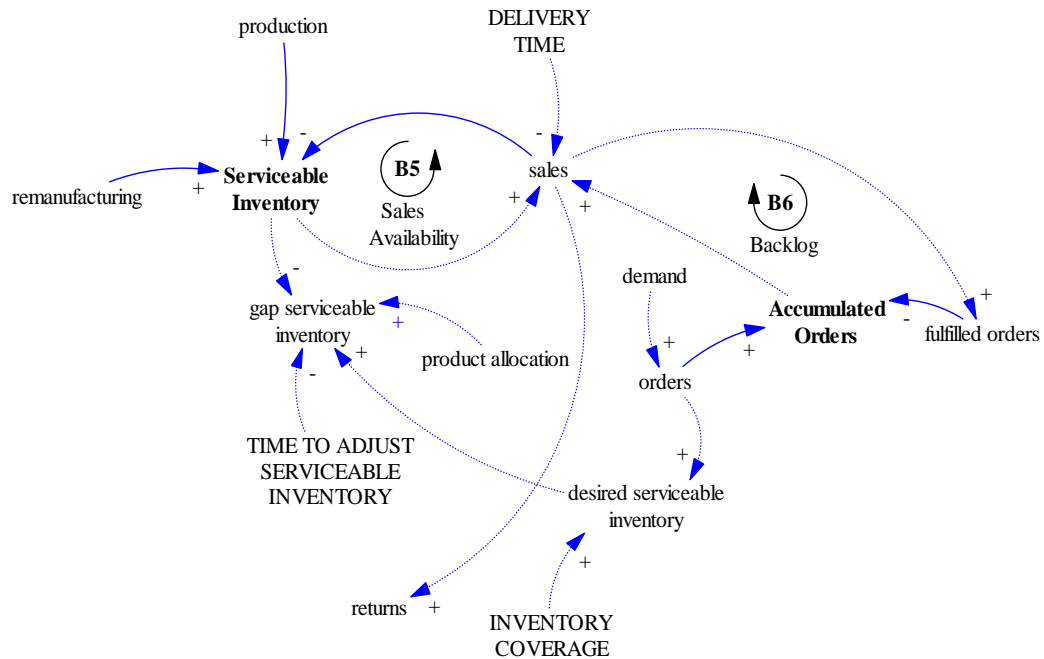 DELIVERY
TIME
production
+
-
-
B5
sales
Serviceable
Inventory
remanufacturing
+
+
+
B6
Sales
Availability
Backlog
-
demand
gap serviceable
inventory
+
+
Accumulated
Orders
-
+
fulfilled orders
product allocation
+
+
orders
-
TIME TO ADJUST
SERVICEABLE
INVENTORY
+
desired serviceable
inventory
+
returns
+
INVENTORY
COVERAGE